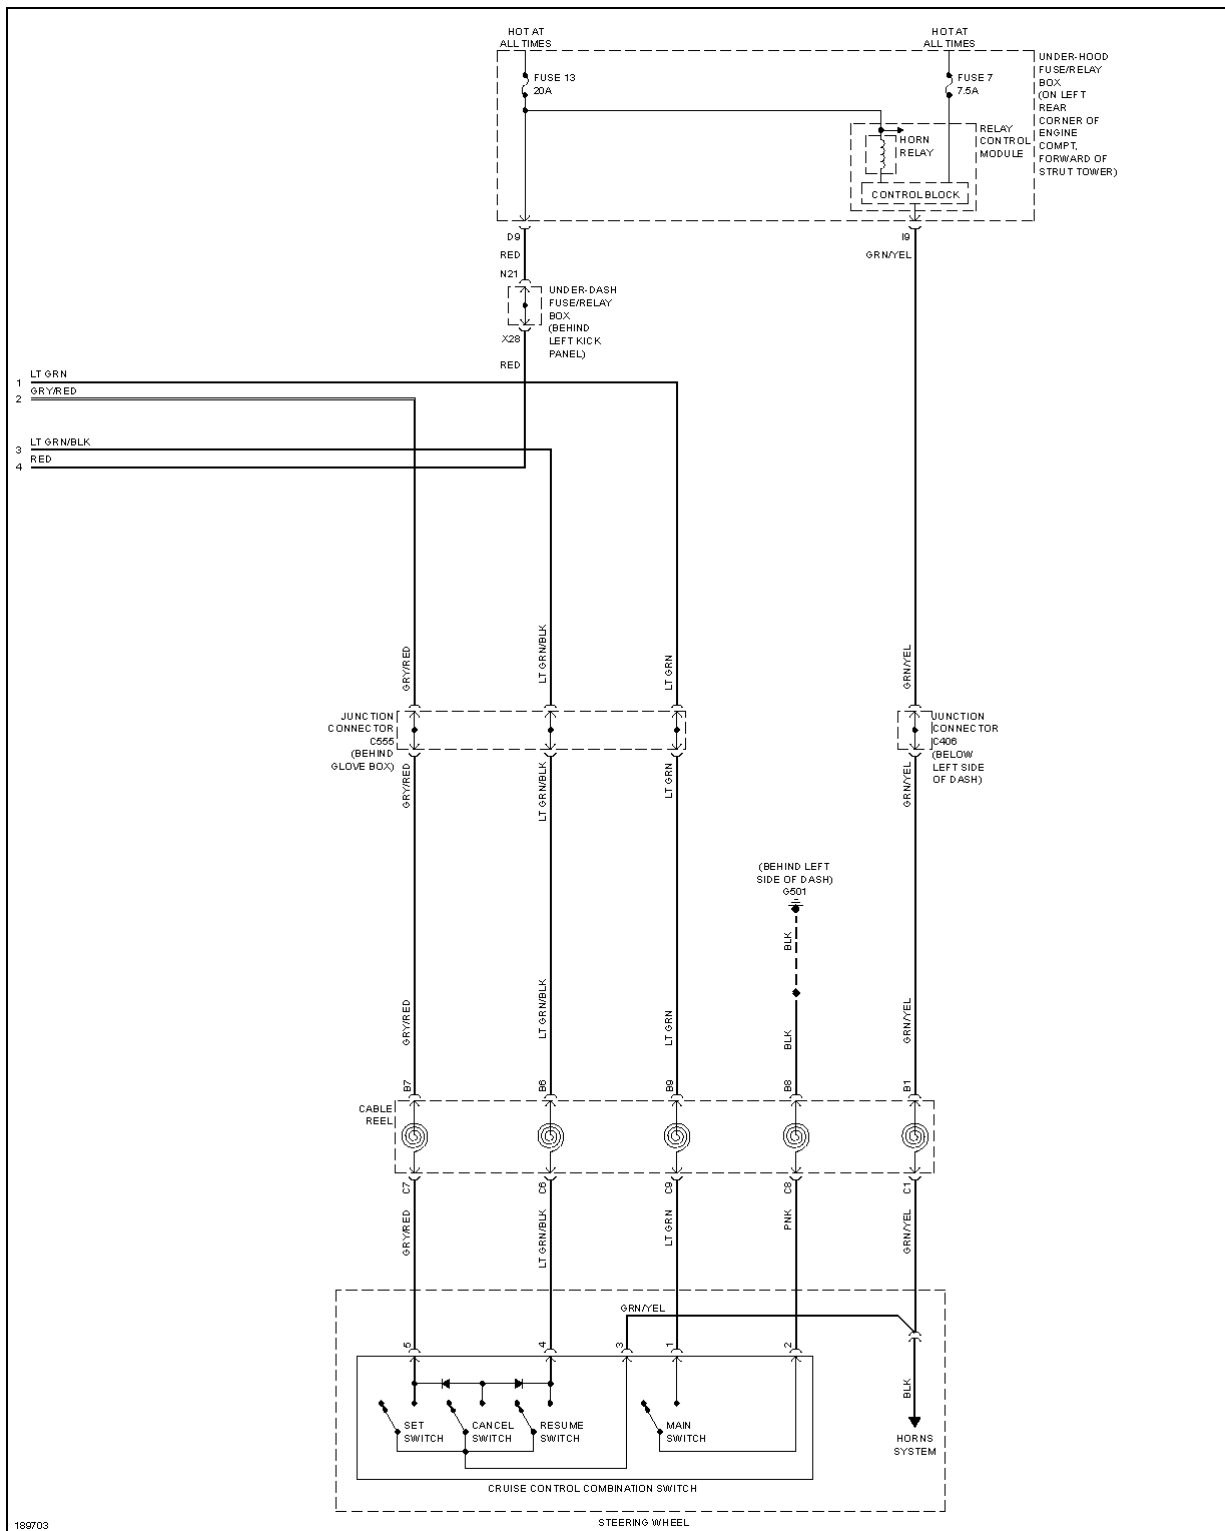 HOT AT
ALL TIMES
HOT AT
ALL TIMES
FUSE 13
20A
FUSE 7
7.5A
UNDER-HOOD
FUSE/RELAY
BOX
(ON LEFT
REAR
CORNER OF
ENGINE
COMPT,
FORWARD OF
STRUT TOWER)
HORN
RELAY
RELAY
CONTROL
MODULE
CONTROL BLOCK
D9
RED
N21
I9
GRN/YEL
UNDER-DASH
FUSE/RELAY
BOX
(BEHIND
LEFT KICK
PANEL)
X28
RED
1 LT GRN
2 GRY/RED
3 LT GRN/BLK
4 RED
GRY/RED
LT GRN/BLK
LT GRN
GRN/YEL
JUNCTION
CONNECTOR
C555
(BEHIND
GLOVE BOX)
JUNCTION
CONNECTOR
C406
(BELOW
LEFT SIDE
OF DASH)
GRY/RED
LT GRN/BLK
LT GRN
GRN/YEL
(BEHIND LEFT
SIDE OF DASH)
G501
BLK
GRY/RED
LT GRN/BLK
LT GRN
BLK
GRN/YEL
B7
B6
B9
B8
B1
CABLE
REEL
C7
C6
C9
C8
C1
GRY/RED
LT GRN/BLK
LT GRN
PNK
GRN/YEL
GRN/YEL
5
4
3
1
2
BLK
SET
SWITCH
CANCEL
SWITCH
RESUME
SWITCH
MAIN
SWITCH
HORNS
SYSTEM
CRUISE CONTROL COMBINATION SWITCH
STEERING WHEEL
189703